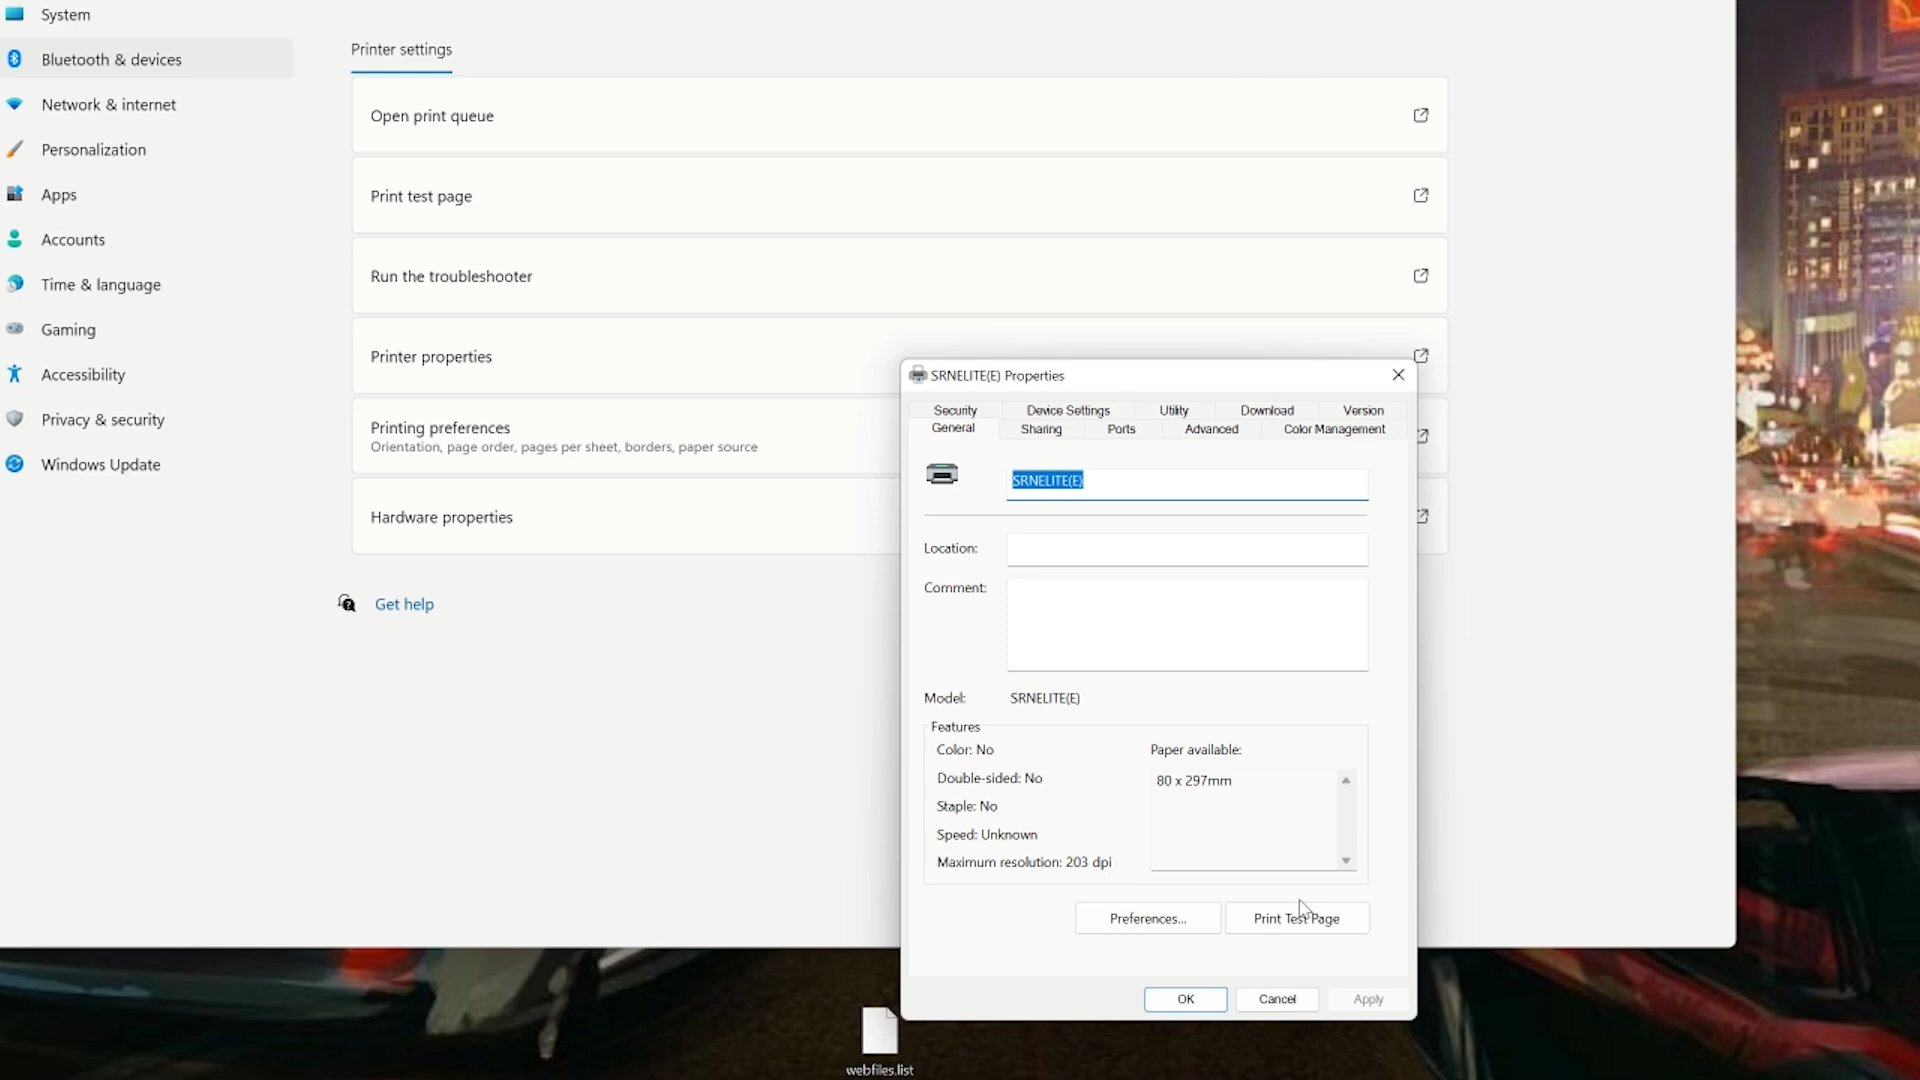 System
Bluetooth & devices
Network & internet
Personalization
Apps
Accounts
Time & language
Gaming
Accessibility
Privacy & security
Windows Update
Printer settings
Open print queue
Print test page
Run the troubleshooter
Printer properties
Printing preferences
Orientation, page order, pages per sheet, borders, paper source
Hardware properties
Get help
SRNELITE(E) Properties
Security Device Settings Utility Download Version
General Sharing Ports Advanced Color Management
SRNELITE(E)
Location:
Comment:
Model: SRNELITE(E)
Features
Color: No
Double-sided: No
Staple: No
Speed: Unknown
Maximum resolution: 203 dpi
Paper available:
80 x 297mm
Preferences... Print Test Page
OK Cancel Apply
webfiles.list